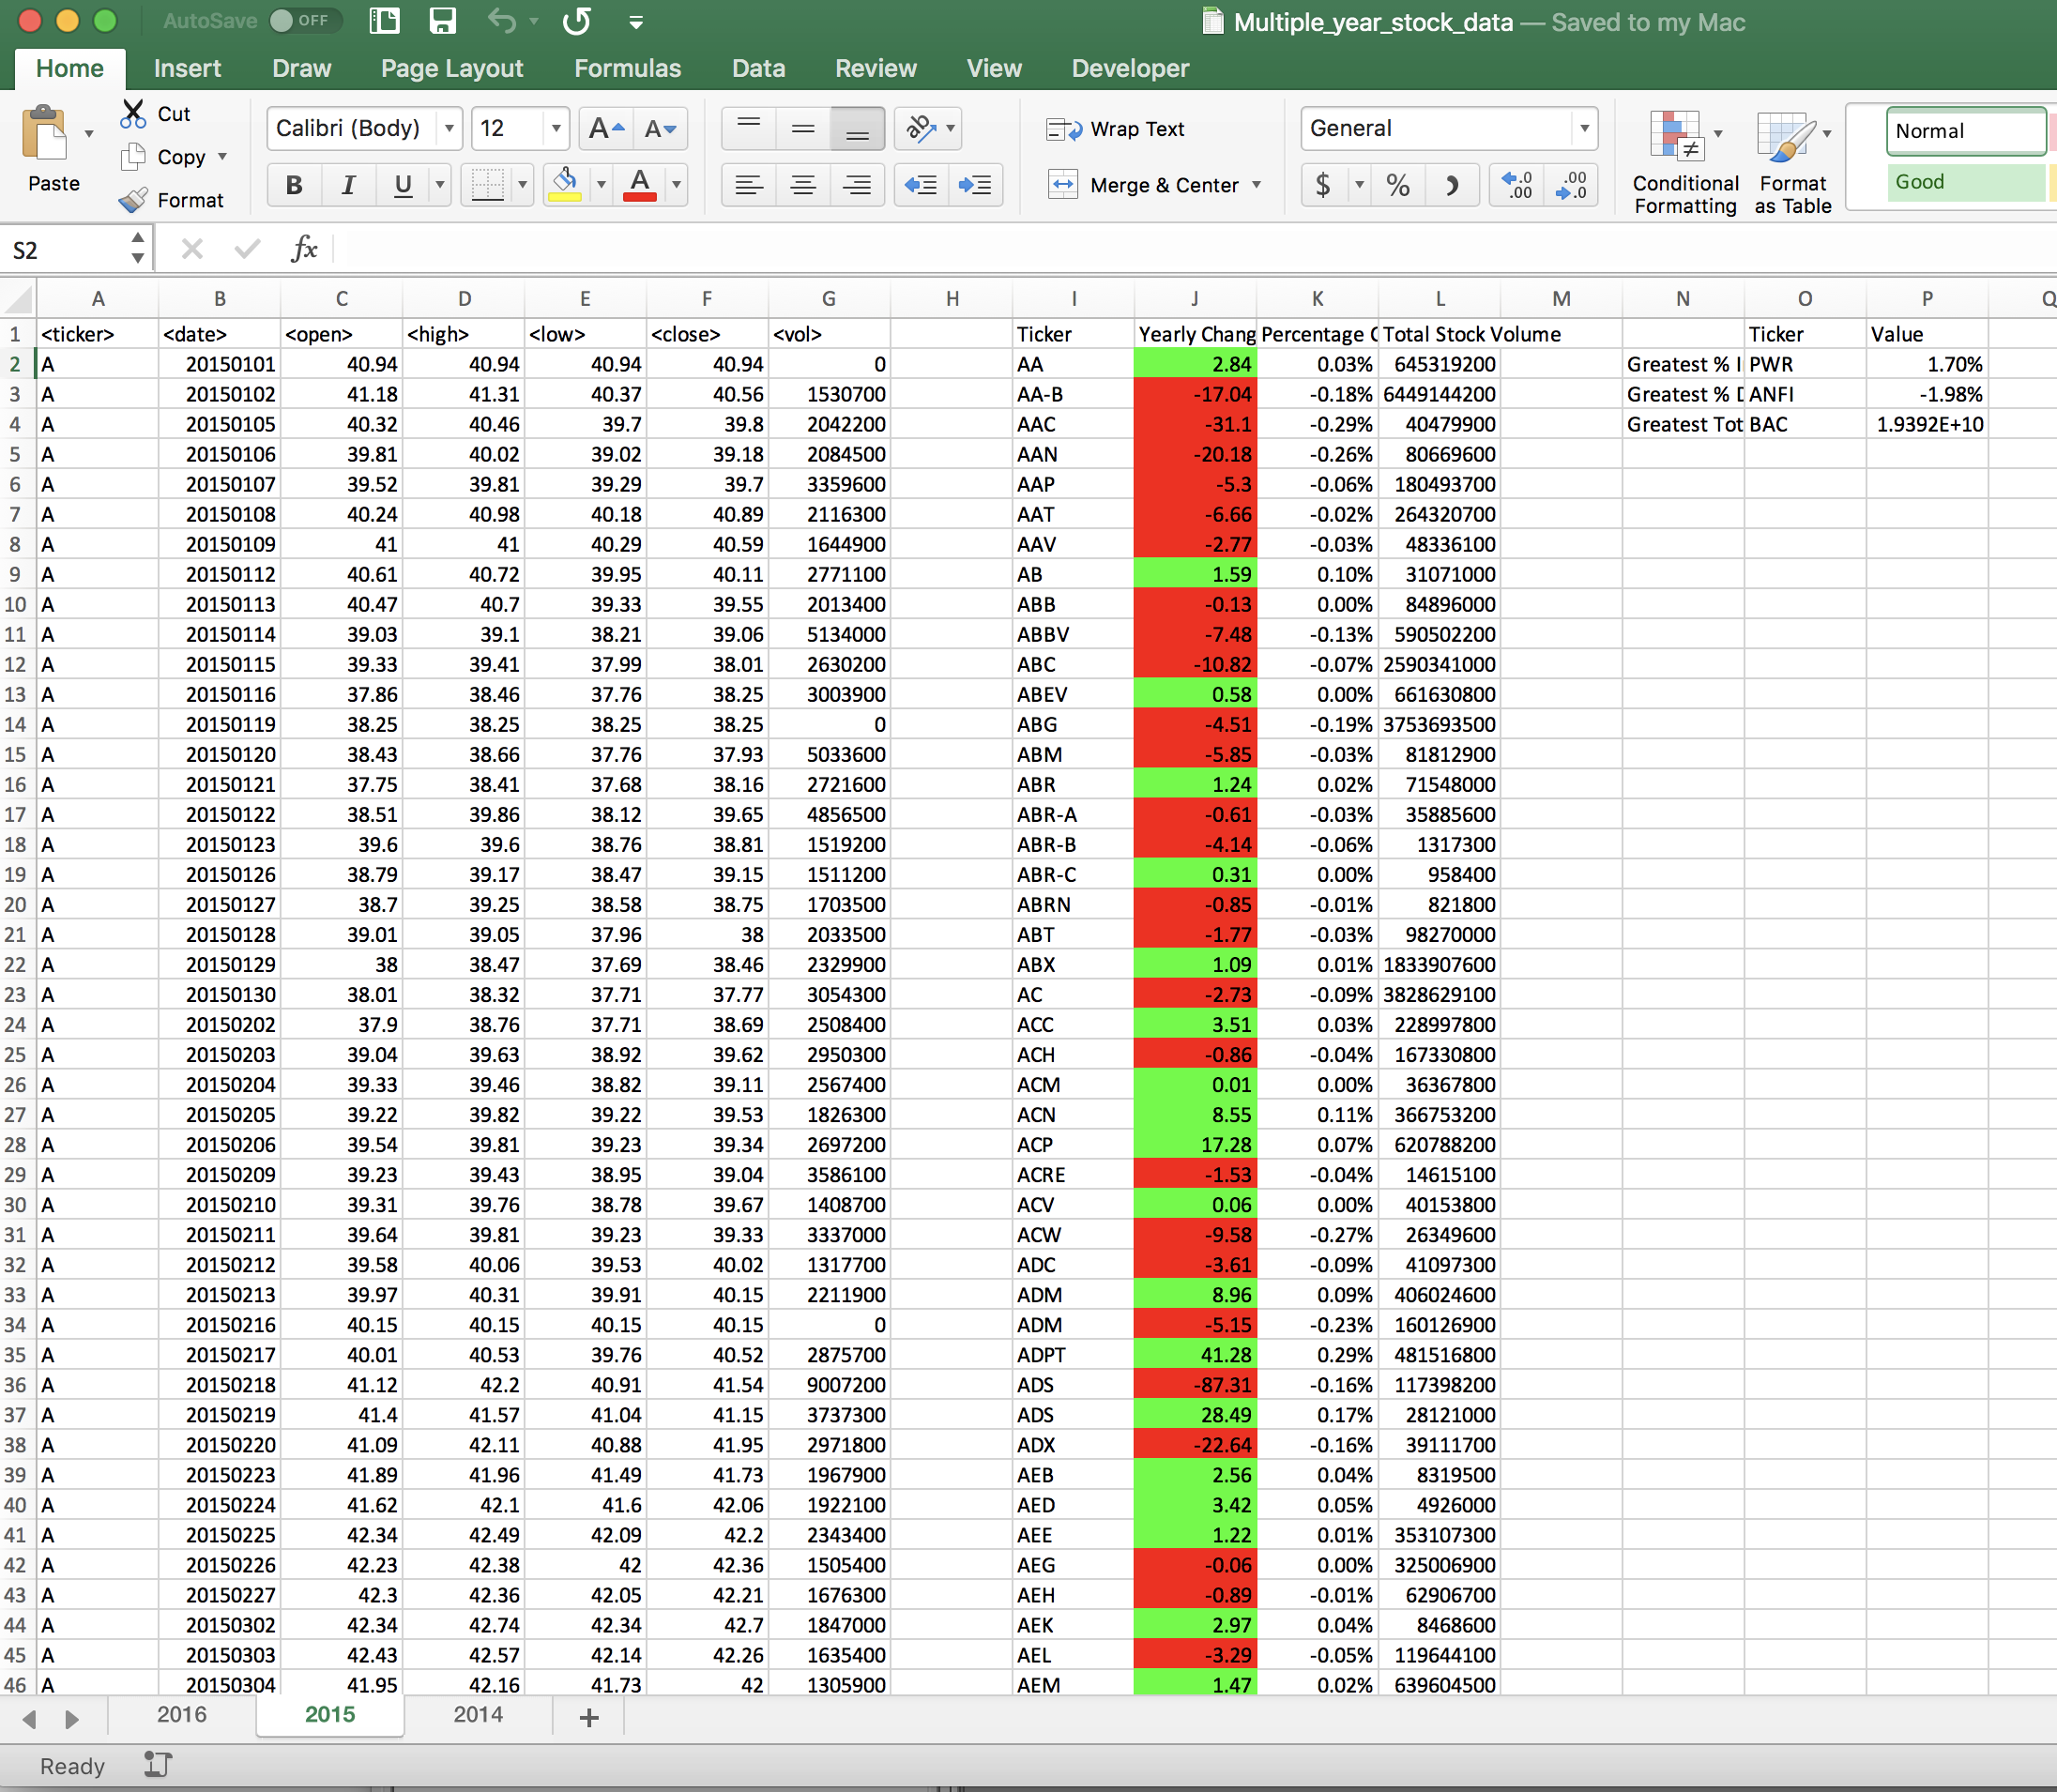 AutoSave OFF Multiple_year_stock_data — Saved to my Mac
Home Insert Draw Page Layout Formulas Data Review View Developer
Cut Calibri (Body) 12 A A ab Wrap Text General Normal
Copy
Paste Format B I U A Merge & Center $ % .0 .00 .00 .0 Conditional Formatting Format as Table Good
S2 fx
A B C D E F G H I J K L M N O P Q
1 <ticker> <date> <open> <high> <low> <close> <vol> Ticker Yearly Chang Percentage Total Stock Volume Ticker Value
2 A 20150101 40.94 40.94 40.94 40.94 0 AA 2.84 0.03% 645319200 Greatest % I PWR 1.70%
3 A 20150102 41.18 41.31 40.37 40.56 1530700 AA-B -17.04 -0.18% 6449144200 Greatest % D ANFI -1.98%
4 A 20150105 40.32 40.46 39.7 39.8 2042200 AAC -31.1 -0.29% 40479900 Greatest Tot BAC 1.9392E+10
5 A 20150106 39.81 40.02 39.02 39.18 2084500 AAN -20.18 -0.26% 80669600
6 A 20150107 39.52 39.81 39.29 39.7 3359600 AAP -5.3 -0.06% 180493700
7 A 20150108 40.24 40.98 40.18 40.89 2116300 AAT -6.66 -0.02% 264320700
8 A 20150109 41 41 40.29 40.59 1644900 AAV -2.77 -0.03% 48336100
9 A 20150112 40.61 40.72 39.95 40.11 2771100 AB 1.59 0.10% 31071000
10 A 20150113 40.47 40.7 39.33 39.55 2013400 ABB -0.13 0.00% 84896000
11 A 20150114 39.03 39.1 38.21 39.06 5134000 ABBV -7.48 -0.13% 590502200
12 A 20150115 39.33 39.41 37.99 38.01 2630200 ABC -10.82 -0.07% 2590341000
13 A 20150116 37.86 38.46 37.76 38.25 3003900 ABEV 0.58 0.00% 661630800
14 A 20150119 38.25 38.25 38.25 38.25 0 ABG -4.51 -0.19% 3753693500
15 A 20150120 38.43 38.66 37.76 37.93 5033600 ABM -5.85 -0.03% 81812900
16 A 20150121 37.75 38.41 37.68 38.16 2721600 ABR 1.24 0.02% 71548000
17 A 20150122 38.51 39.86 38.12 39.65 4856500 ABR-A -0.61 -0.03% 35885600
18 A 20150123 39.6 39.6 38.76 38.81 1519200 ABR-B -4.14 -0.06% 1317300
19 A 20150126 38.79 39.17 38.47 39.15 1511200 ABR-C 0.31 0.00% 958400
20 A 20150127 38.7 39.25 38.58 38.75 1703500 ABRN -0.85 -0.01% 821800
21 A 20150128 39.01 39.05 37.96 38 2033500 ABT -1.77 -0.03% 98270000
22 A 20150129 38 38.47 37.69 38.46 2329900 ABX 1.09 0.01% 1833907600
23 A 20150130 38.01 38.32 37.71 37.77 3054300 AC -2.73 -0.09% 3828629100
24 A 20150202 37.9 38.76 37.71 38.69 2508400 ACC 3.51 0.03% 228997800
25 A 20150203 39.04 39.63 38.92 39.62 2950300 ACH -0.86 -0.04% 167330800
26 A 20150204 39.33 39.46 38.82 39.11 2567400 ACM 0.01 0.00% 36367800
27 A 20150205 39.22 39.82 39.22 39.53 1826300 ACN 8.55 0.11% 366753200
28 A 20150206 39.54 39.81 39.23 39.34 2697200 ACP 17.28 0.07% 620788200
29 A 20150209 39.23 39.43 38.95 39.04 3586100 ACRE -1.53 -0.04% 14615100
30 A 20150210 39.31 39.76 38.78 39.67 1408700 ACV 0.06 0.00% 40153800
31 A 20150211 39.64 39.81 39.23 39.33 3337000 ACW -9.58 -0.27% 26349600
32 A 20150212 39.58 40.06 39.53 40.02 1317700 ADC -3.61 -0.09% 41097300
33 A 20150213 39.97 40.31 39.91 40.15 2211900 ADM 8.96 0.09% 406024600
34 A 20150216 40.15 40.15 40.15 40.15 0 ADM -5.15 -0.23% 160126900
35 A 20150217 40.01 40.53 39.76 40.52 2875700 ADPT 41.28 0.29% 481516800
36 A 20150218 41.12 42.2 40.91 41.54 9007200 ADS -87.31 -0.16% 117398200
37 A 20150219 41.4 41.57 41.04 41.15 3737300 ADS 28.49 0.17% 28121000
38 A 20150220 41.09 42.11 40.88 41.95 2971800 ADX -22.64 -0.16% 39111700
39 A 20150223 41.89 41.96 41.49 41.73 1967900 AEB 2.56 0.04% 8319500
40 A 20150224 41.62 42.1 41.6 42.06 1922100 AED 3.42 0.05% 4926000
41 A 20150225 42.34 42.49 42.09 42.2 2343400 AEE 1.22 0.01% 353107300
42 A 20150226 42.23 42.38 42 42.36 1505400 AEG -0.06 0.00% 325006900
43 A 20150227 42.3 42.36 42.05 42.21 1676300 AEH -0.89 -0.01% 62906700
44 A 20150302 42.34 42.74 42.34 42.7 1847000 AEK 2.97 0.04% 8468600
45 A 20150303 42.43 42.57 42.14 42.26 1635400 AEL -3.29 -0.05% 119644100
46 A 20150304 41.95 42.16 41.73 42 1305900 AEM 1.47 0.02% 639604500
2016 2015 2014 +
Ready